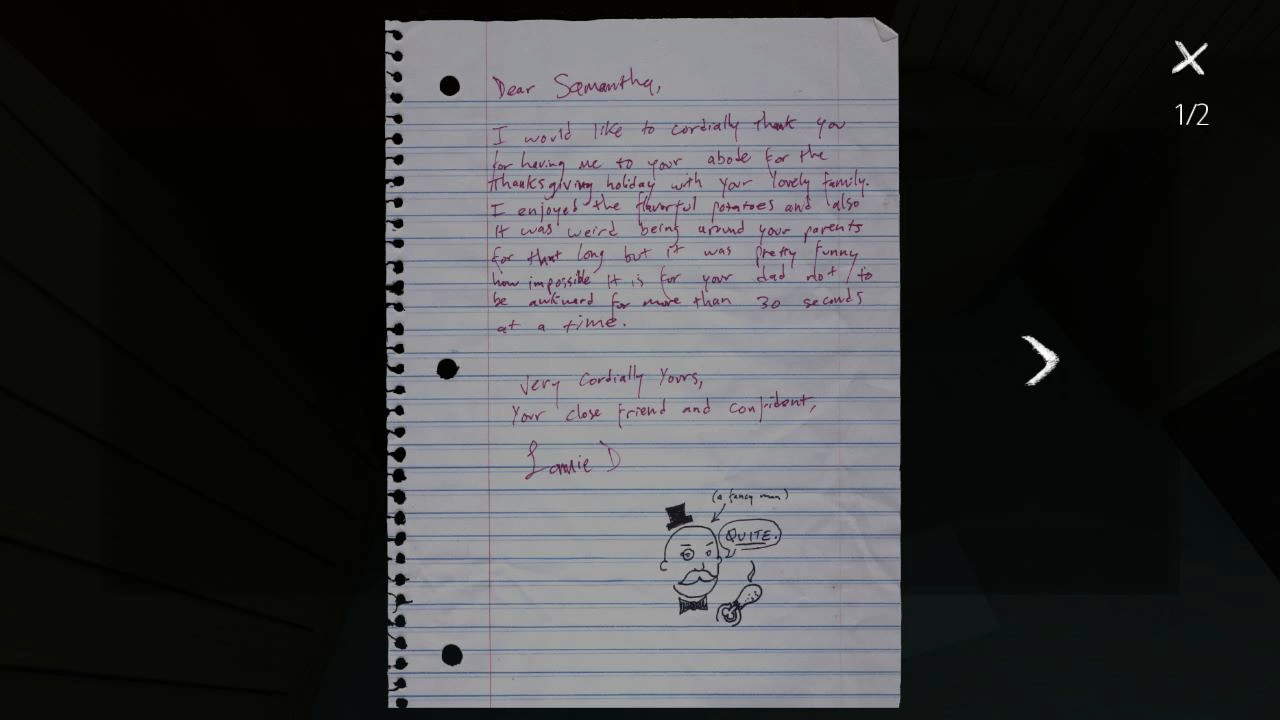 1/2
Dear Samantha,
I would like to cordially thank you
for having me to your abode for the
thanksgiving holiday with your lovely family.
I enjoyed the flavorful potatoes and also
it was weird being around your parents
for that long but it was pretty funny
how impossible it is for your dad not to
be awkward for more than 30 seconds
at a time.
Very Cordially Yours,
Your close friend and confident,
Lonnie D
(a fancy man)
QUITE.